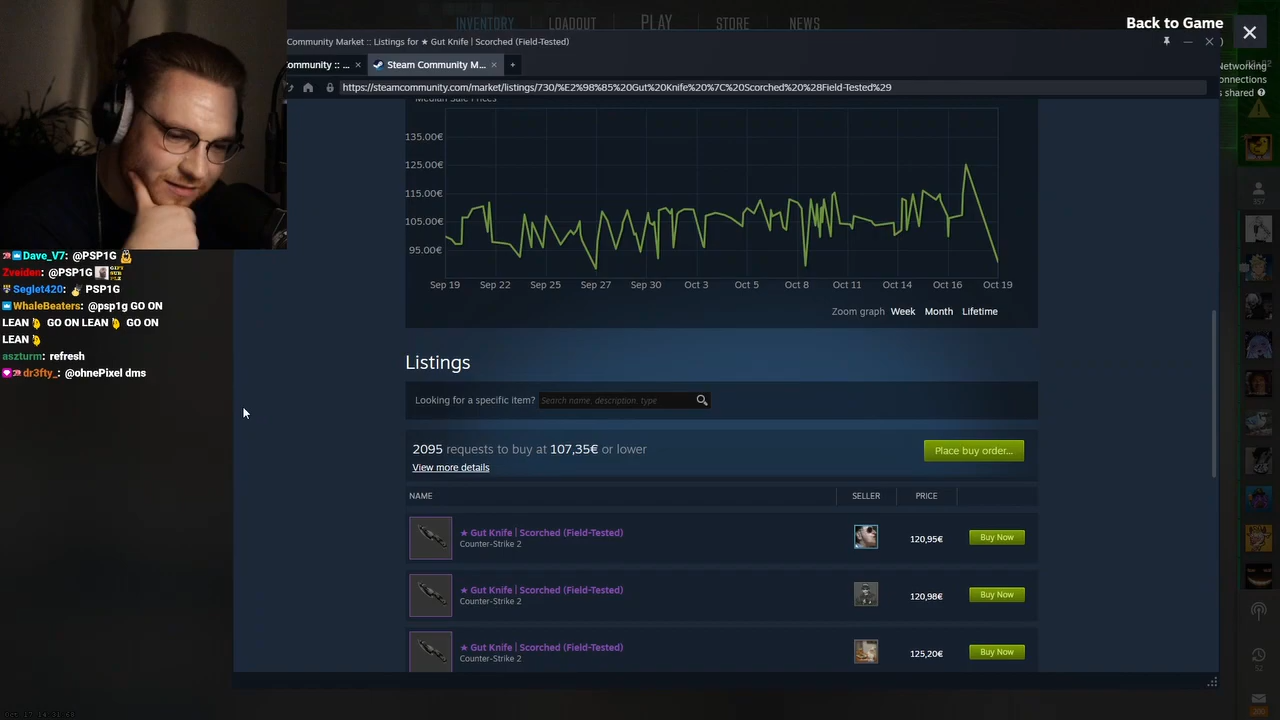 INVENTORY LOADOUT PLAY STORE NEWS
Back to Game
Community Market :: Listings for ★ Gut Knife | Scorched (Field-Tested)
ommunity :: ...
Steam Community M...
https://steamcommunity.com/market/listings/730/%E2%98%85%20Gut%20Knife%20%7C%20Scorched%20%28Field-Tested%29
Networking
onnections
s shared
Median Sale Prices
135.00€
125.00€
115.00€
105.00€
95.00€
Sep 19 Sep 22 Sep 25 Sep 27 Sep 30 Oct 3 Oct 5 Oct 8 Oct 11 Oct 14 Oct 16 Oct 19
Zoom graph Week Month Lifetime
Dave_V7: @PSP1G
Zveiden: @PSP1G
Seglet420: PSP1G
WhaleBeaters: @psp1g GO ON
LEAN GO ON LEAN GO ON
LEAN
aszturm: refresh
dr3fty_: @ohnePixel dms
Listings
Looking for a specific item? Search name, description, type
2095 requests to buy at 107,35€ or lower
Place buy order...
View more details
NAME SELLER PRICE
★ Gut Knife | Scorched (Field-Tested)
Counter-Strike 2
120,95€
Buy Now
★ Gut Knife | Scorched (Field-Tested)
Counter-Strike 2
120,98€
Buy Now
★ Gut Knife | Scorched (Field-Tested)
Counter-Strike 2
125,20€
Buy Now